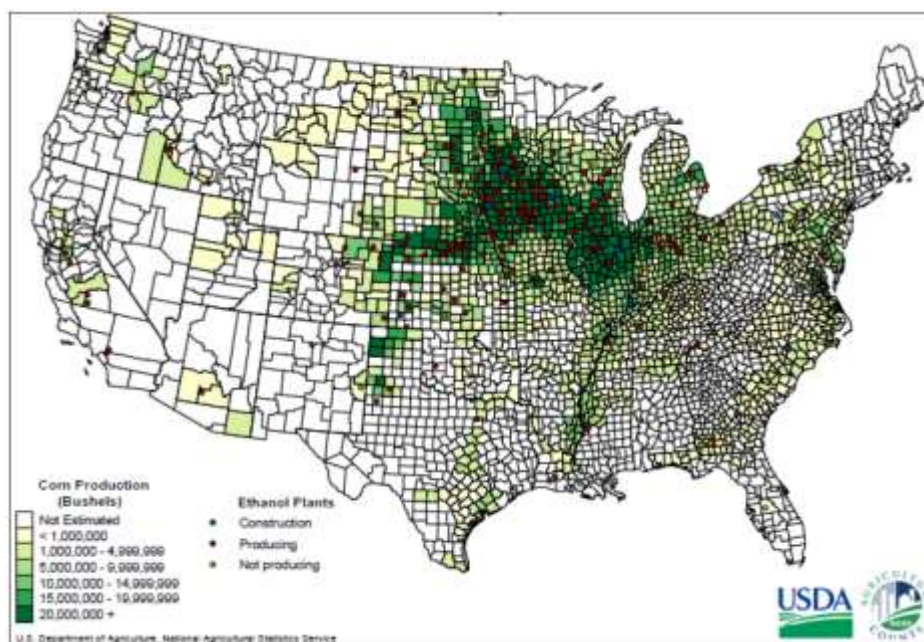 Corn Production
(Bushels)
Not Estimated
< 1,000,000
1,000,000 - 4,999,999
5,000,000 - 9,999,999
10,000,000 - 14,999,999
15,000,000 - 19,999,999
20,000,000 +
Ethanol Plants
Construction
Producing
Not producing
USDA
U.S. Department of Agriculture, National Agricultural Statistics Service